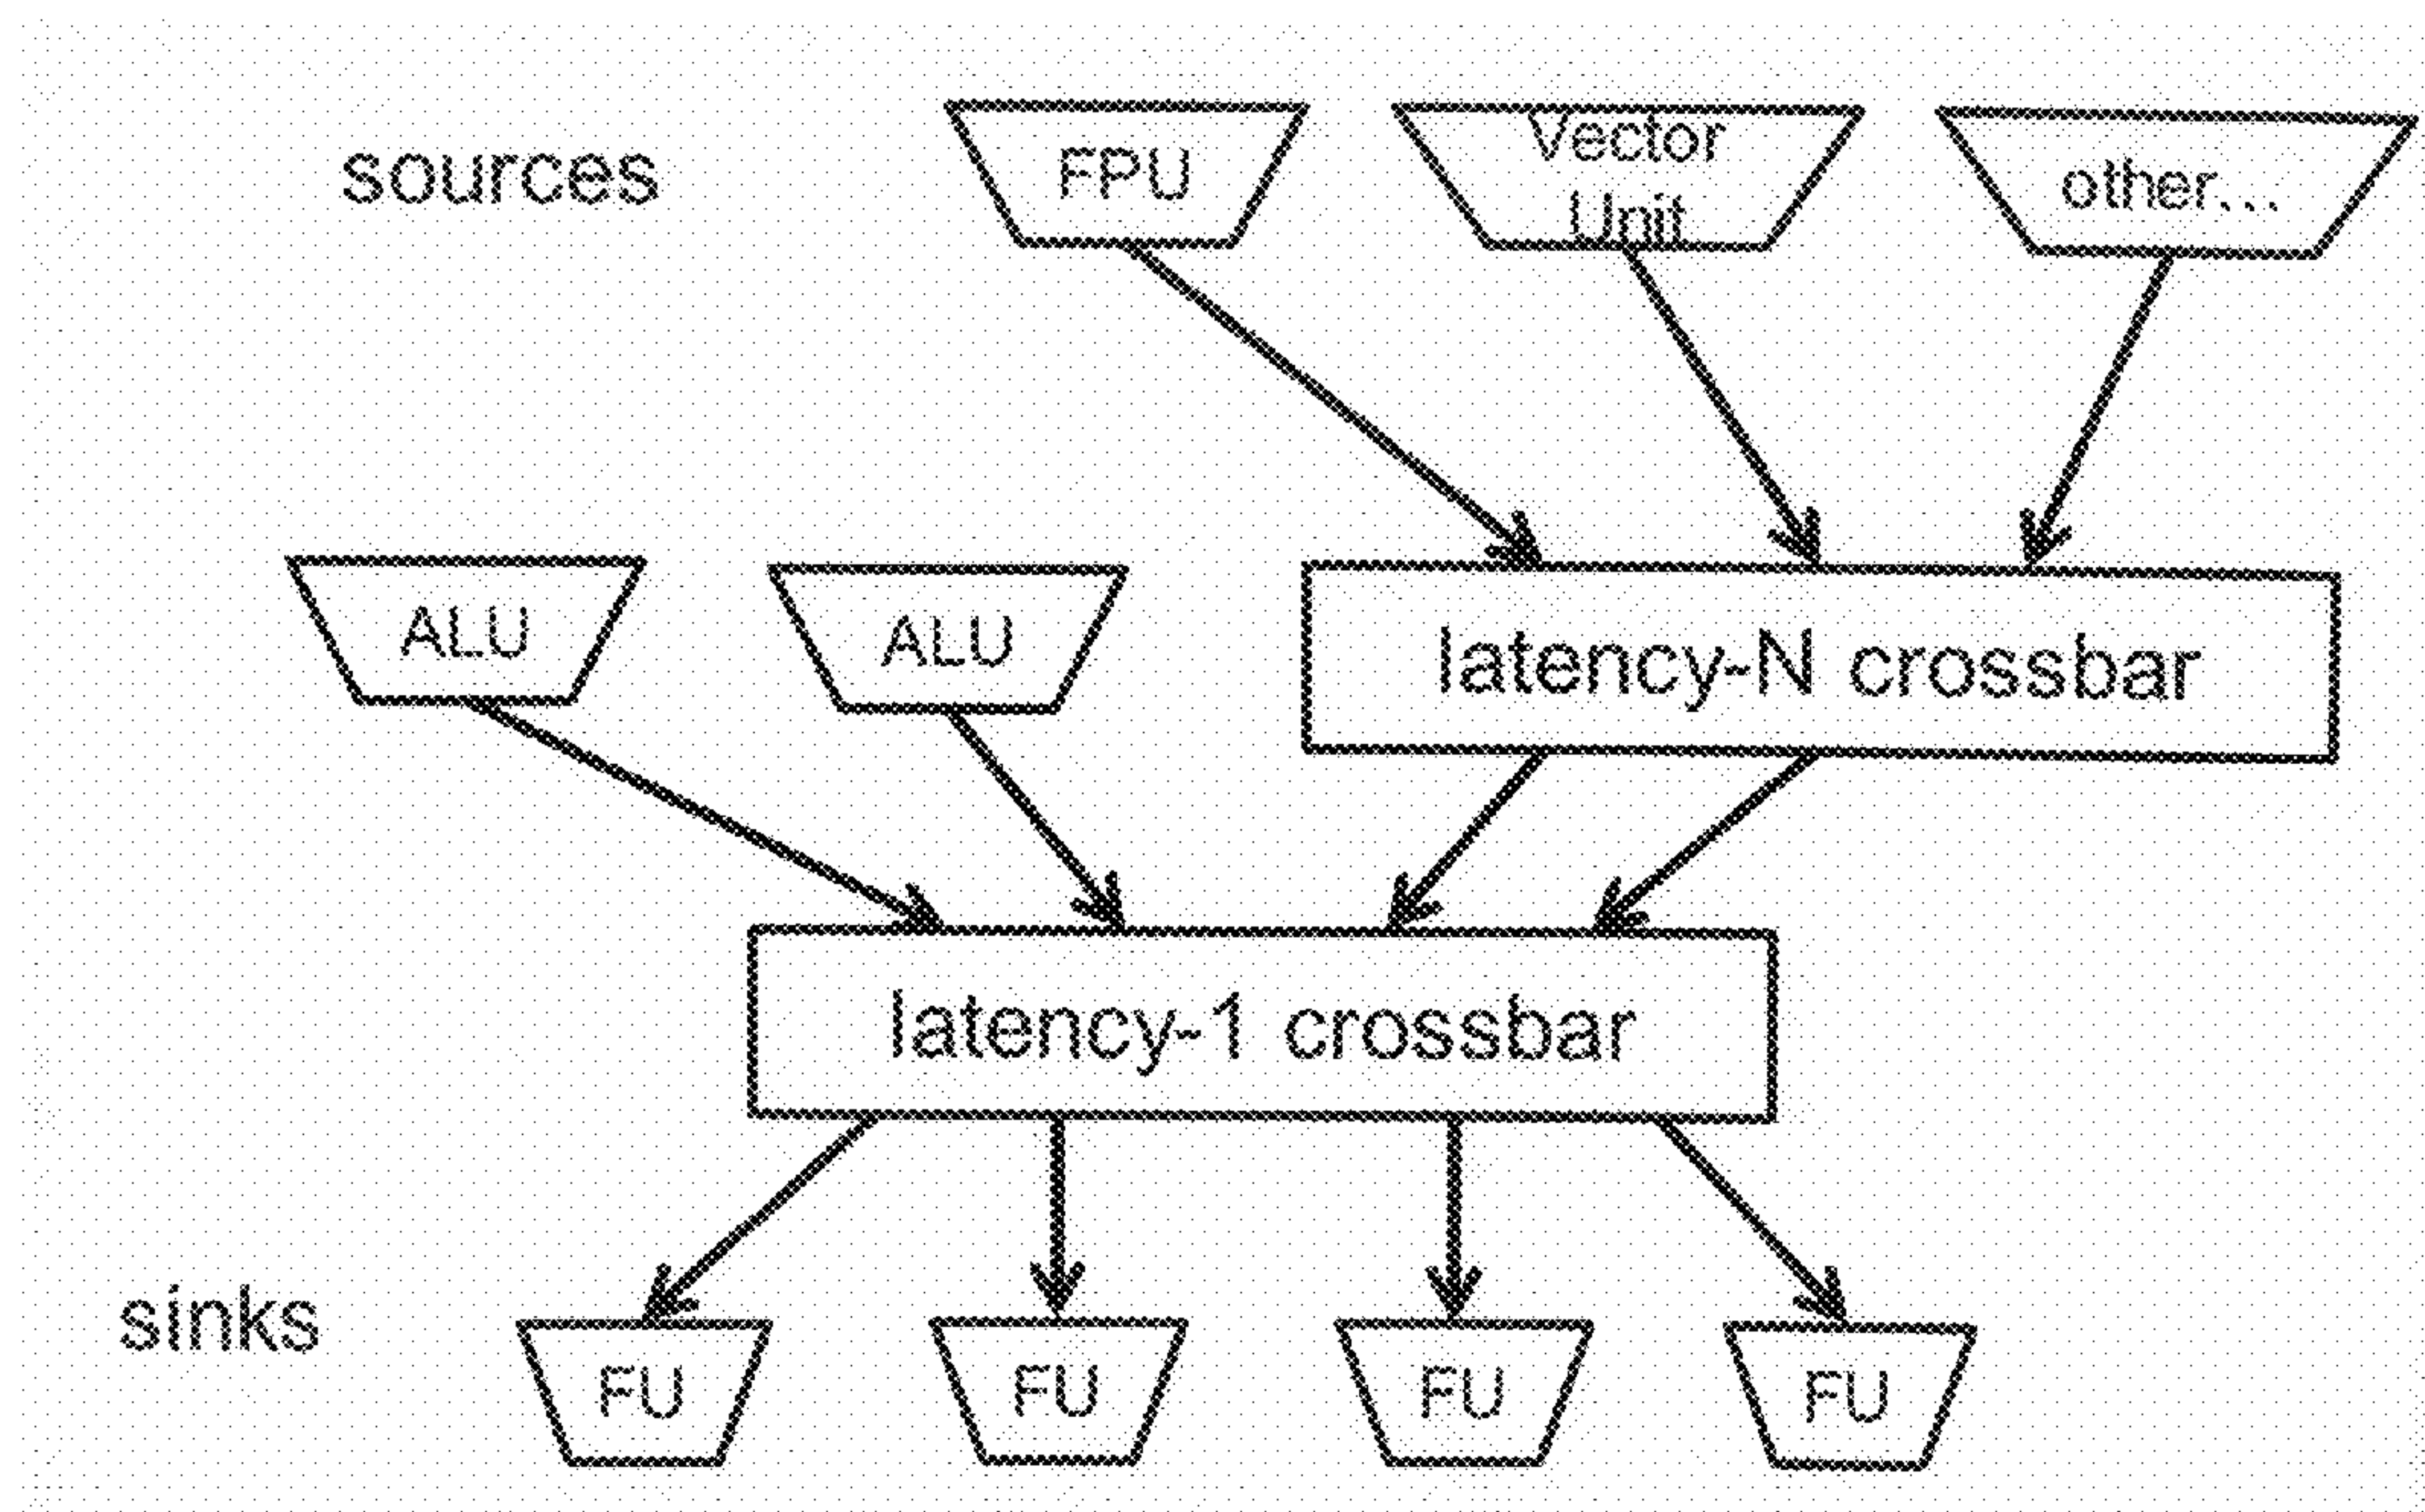 sources
FPU
Vector
Unit
other...
ALU
ALU
latency-N crossbar
latency-1 crossbar
sinks
FU
FU
FU
FU